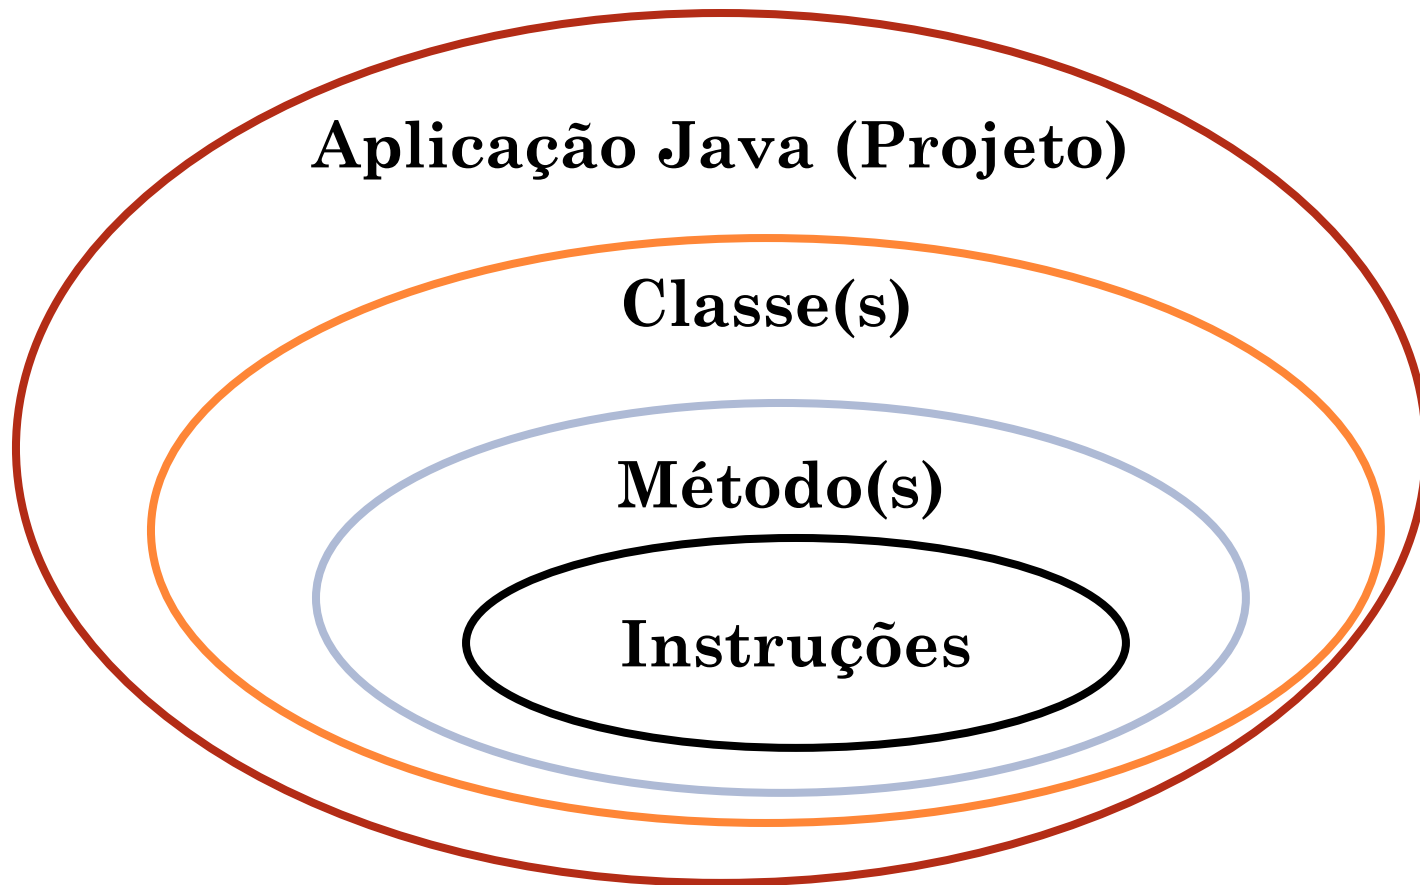 Aplicação Java (Projeto)
Classe(s)
Método(s)
Instruções